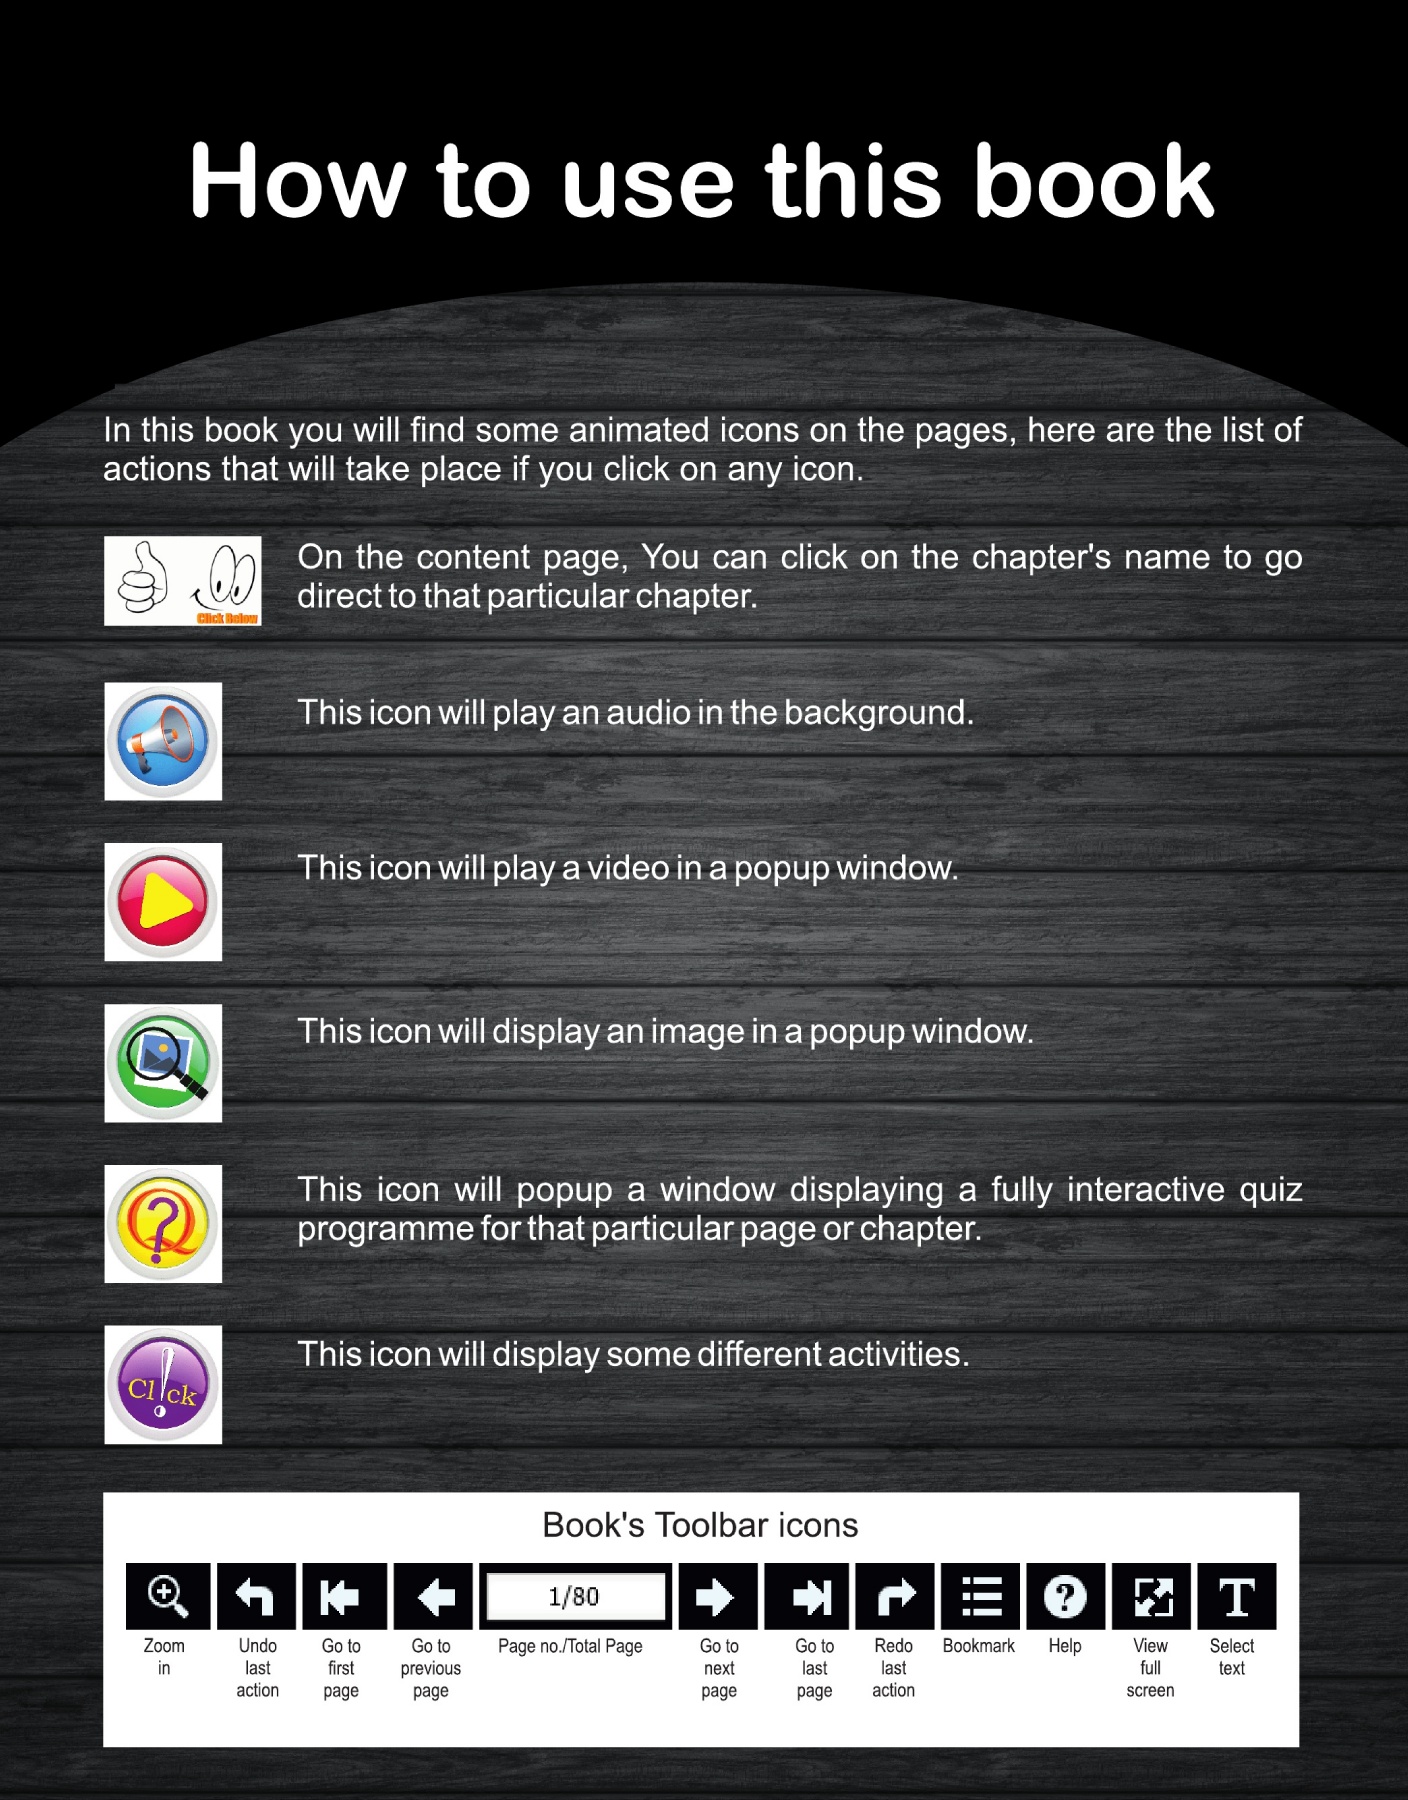 How to use this book
In this book you will find some animated icons on the pages, here are the list of
actions that will take place if you click on any icon.
Click Below
On the content page, You can click on the chapter's name to go
direct to that particular chapter.
This icon will play an audio in the background.
This icon will play a video in a popup window.
This icon will display an image in a popup window.
Q?
This icon will popup a window displaying a fully interactive quiz
programme for that particular page or chapter.
Cl!ck
This icon will display some different activities.
Book's Toolbar icons
1/80
?
T
Zoom
in
Undo
last
action
Go to
first
page
Go to
previous
page
Page no./Total Page
Go to
next
page
Go to
last
page
Redo
last
action
Bookmark
Help
View
full
screen
Select
text